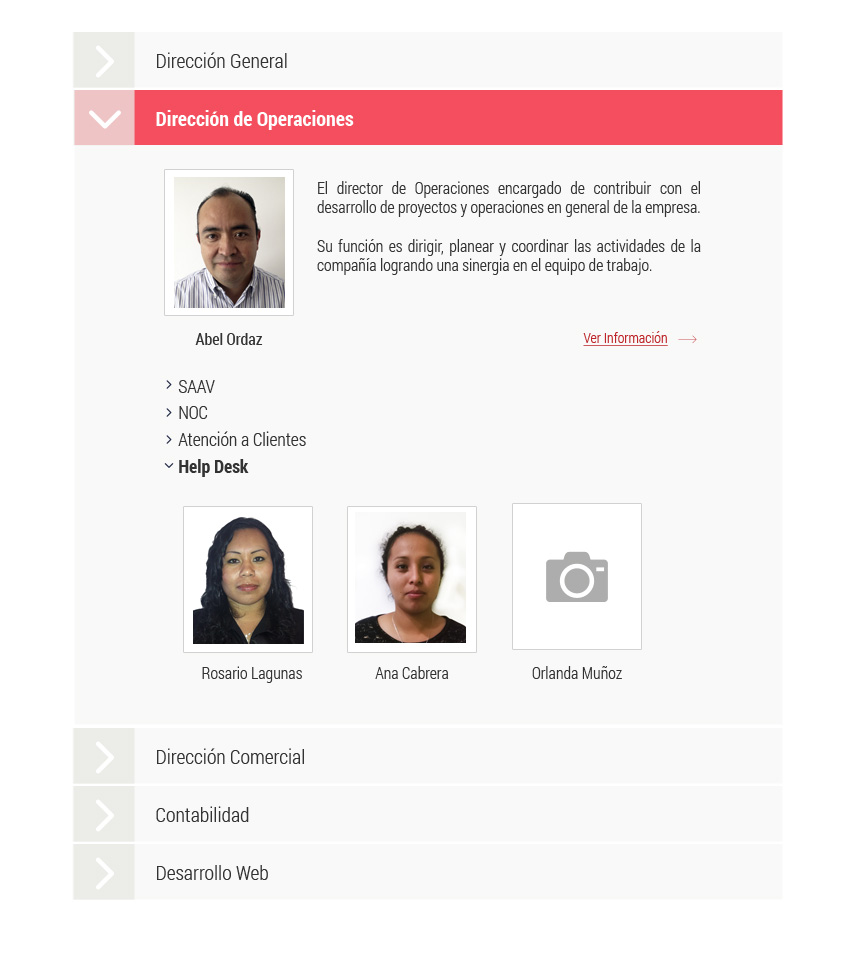 Dirección General
Dirección de Operaciones
El director de Operaciones encargado de contribuir con el
desarrollo de proyectos y operaciones en general de la empresa.
Su función es dirigir, planear y coordinar las actividades de la
compañía logrando una sinergia en el equipo de trabajo.
Abel Ordaz
Ver Información
SAAV
NOC
Atención a Clientes
Help Desk
Rosario Lagunas
Ana Cabrera
Orlanda Muñoz
Dirección Comercial
Contabilidad
Desarrollo Web